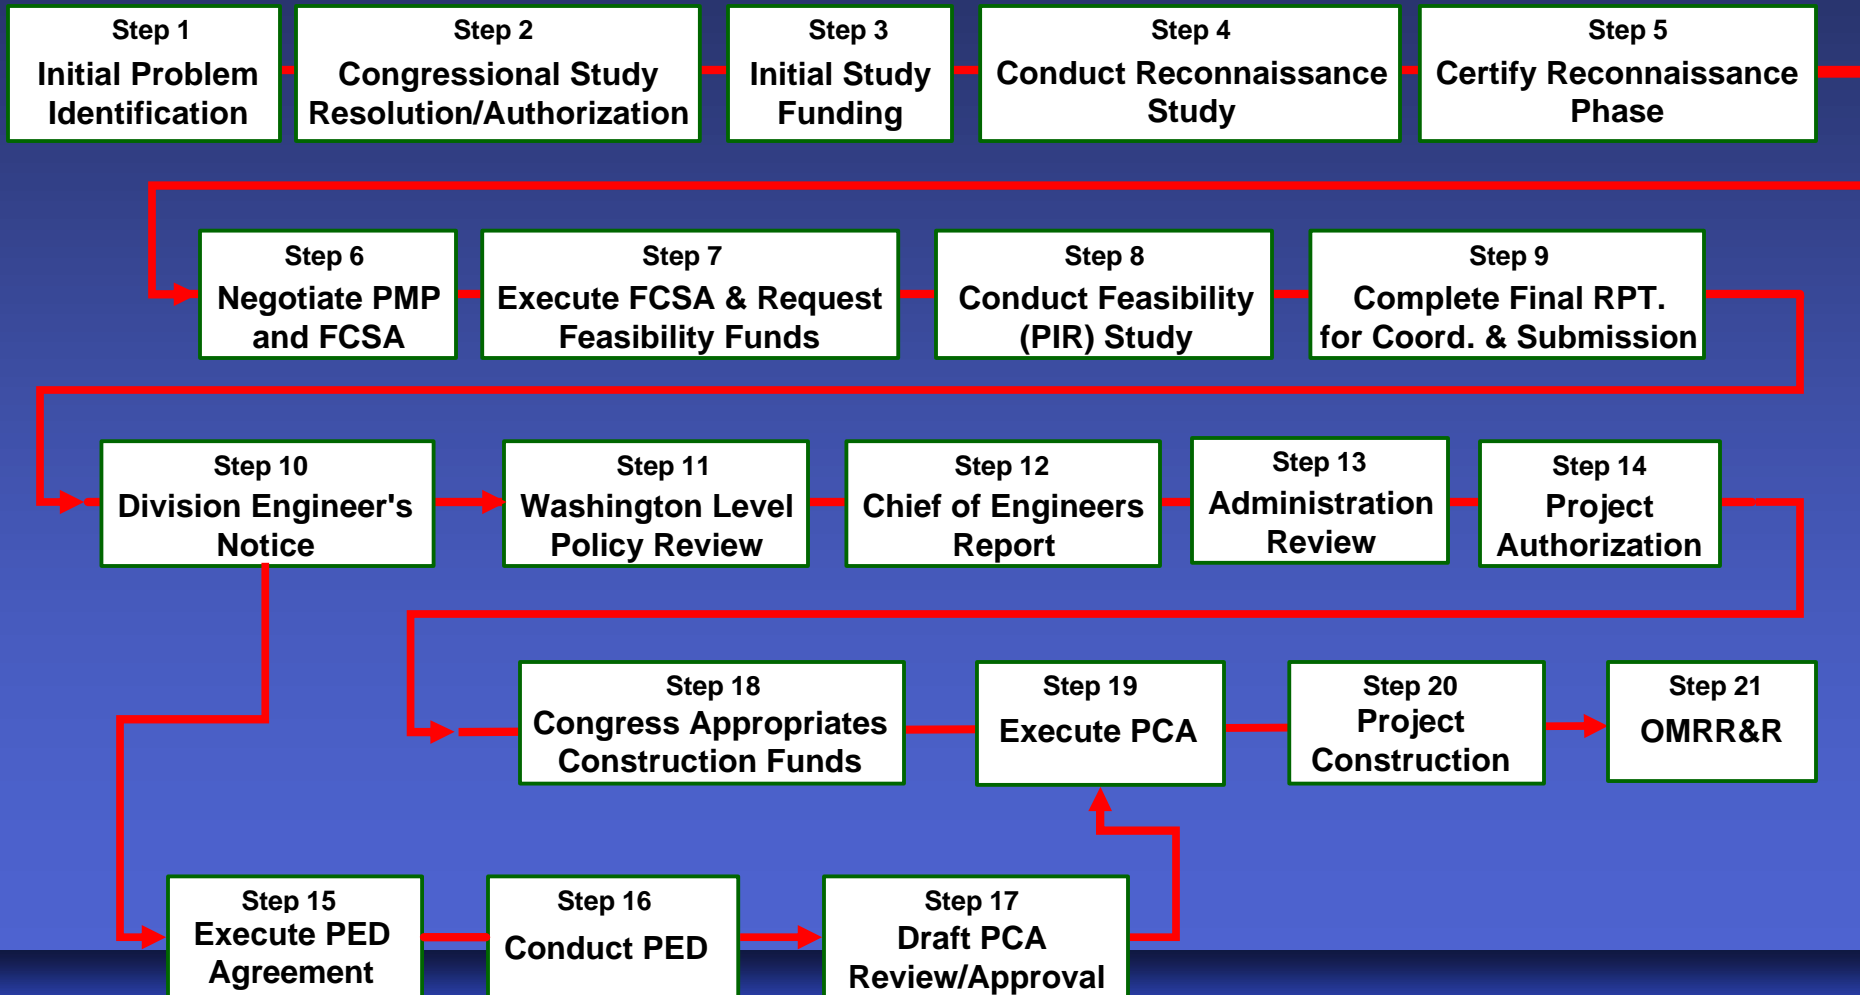 Step 1
Initial Problem
Identification
Step 2
Congressional Study
Resolution/Authorization
Step 3
Initial Study
Funding
Step 4
Conduct Reconnaissance
Study
Step 5
Certify Reconnaissance
Phase
Step 6
Negotiate PMP
and FCSA
Step 7
Execute FCSA & Request
Feasibility Funds
Step 8
Conduct Feasibility
(PIR) Study
Step 9
Complete Final RPT.
for Coord. & Submission
Step 10
Division Engineer's
Notice
Step 11
Washington Level
Policy Review
Step 12
Chief of Engineers
Report
Step 13
Administration
Review
Step 14
Project
Authorization
Step 18
Congress Appropriates
Construction Funds
Step 19
Execute PCA
Step 20
Project
Construction
Step 21
OMRR&R
Step 15
Execute PED
Agreement
Step 16
Conduct PED
Step 17
Draft PCA
Review/Approval